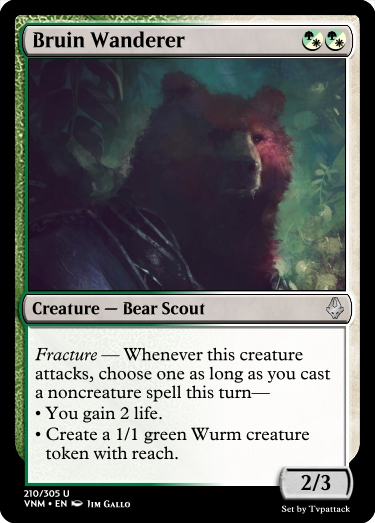 Bruin Wanderer
Creature — Bear Scout
Fracture — Whenever this creature
attacks, choose one as long as you cast
a noncreature spell this turn—
• You gain 2 life.
• Create a 1/1 green Wurm creature
token with reach.
2/3
210/305 U
VNM • EN Jim Gallo
Set by Tvpattack